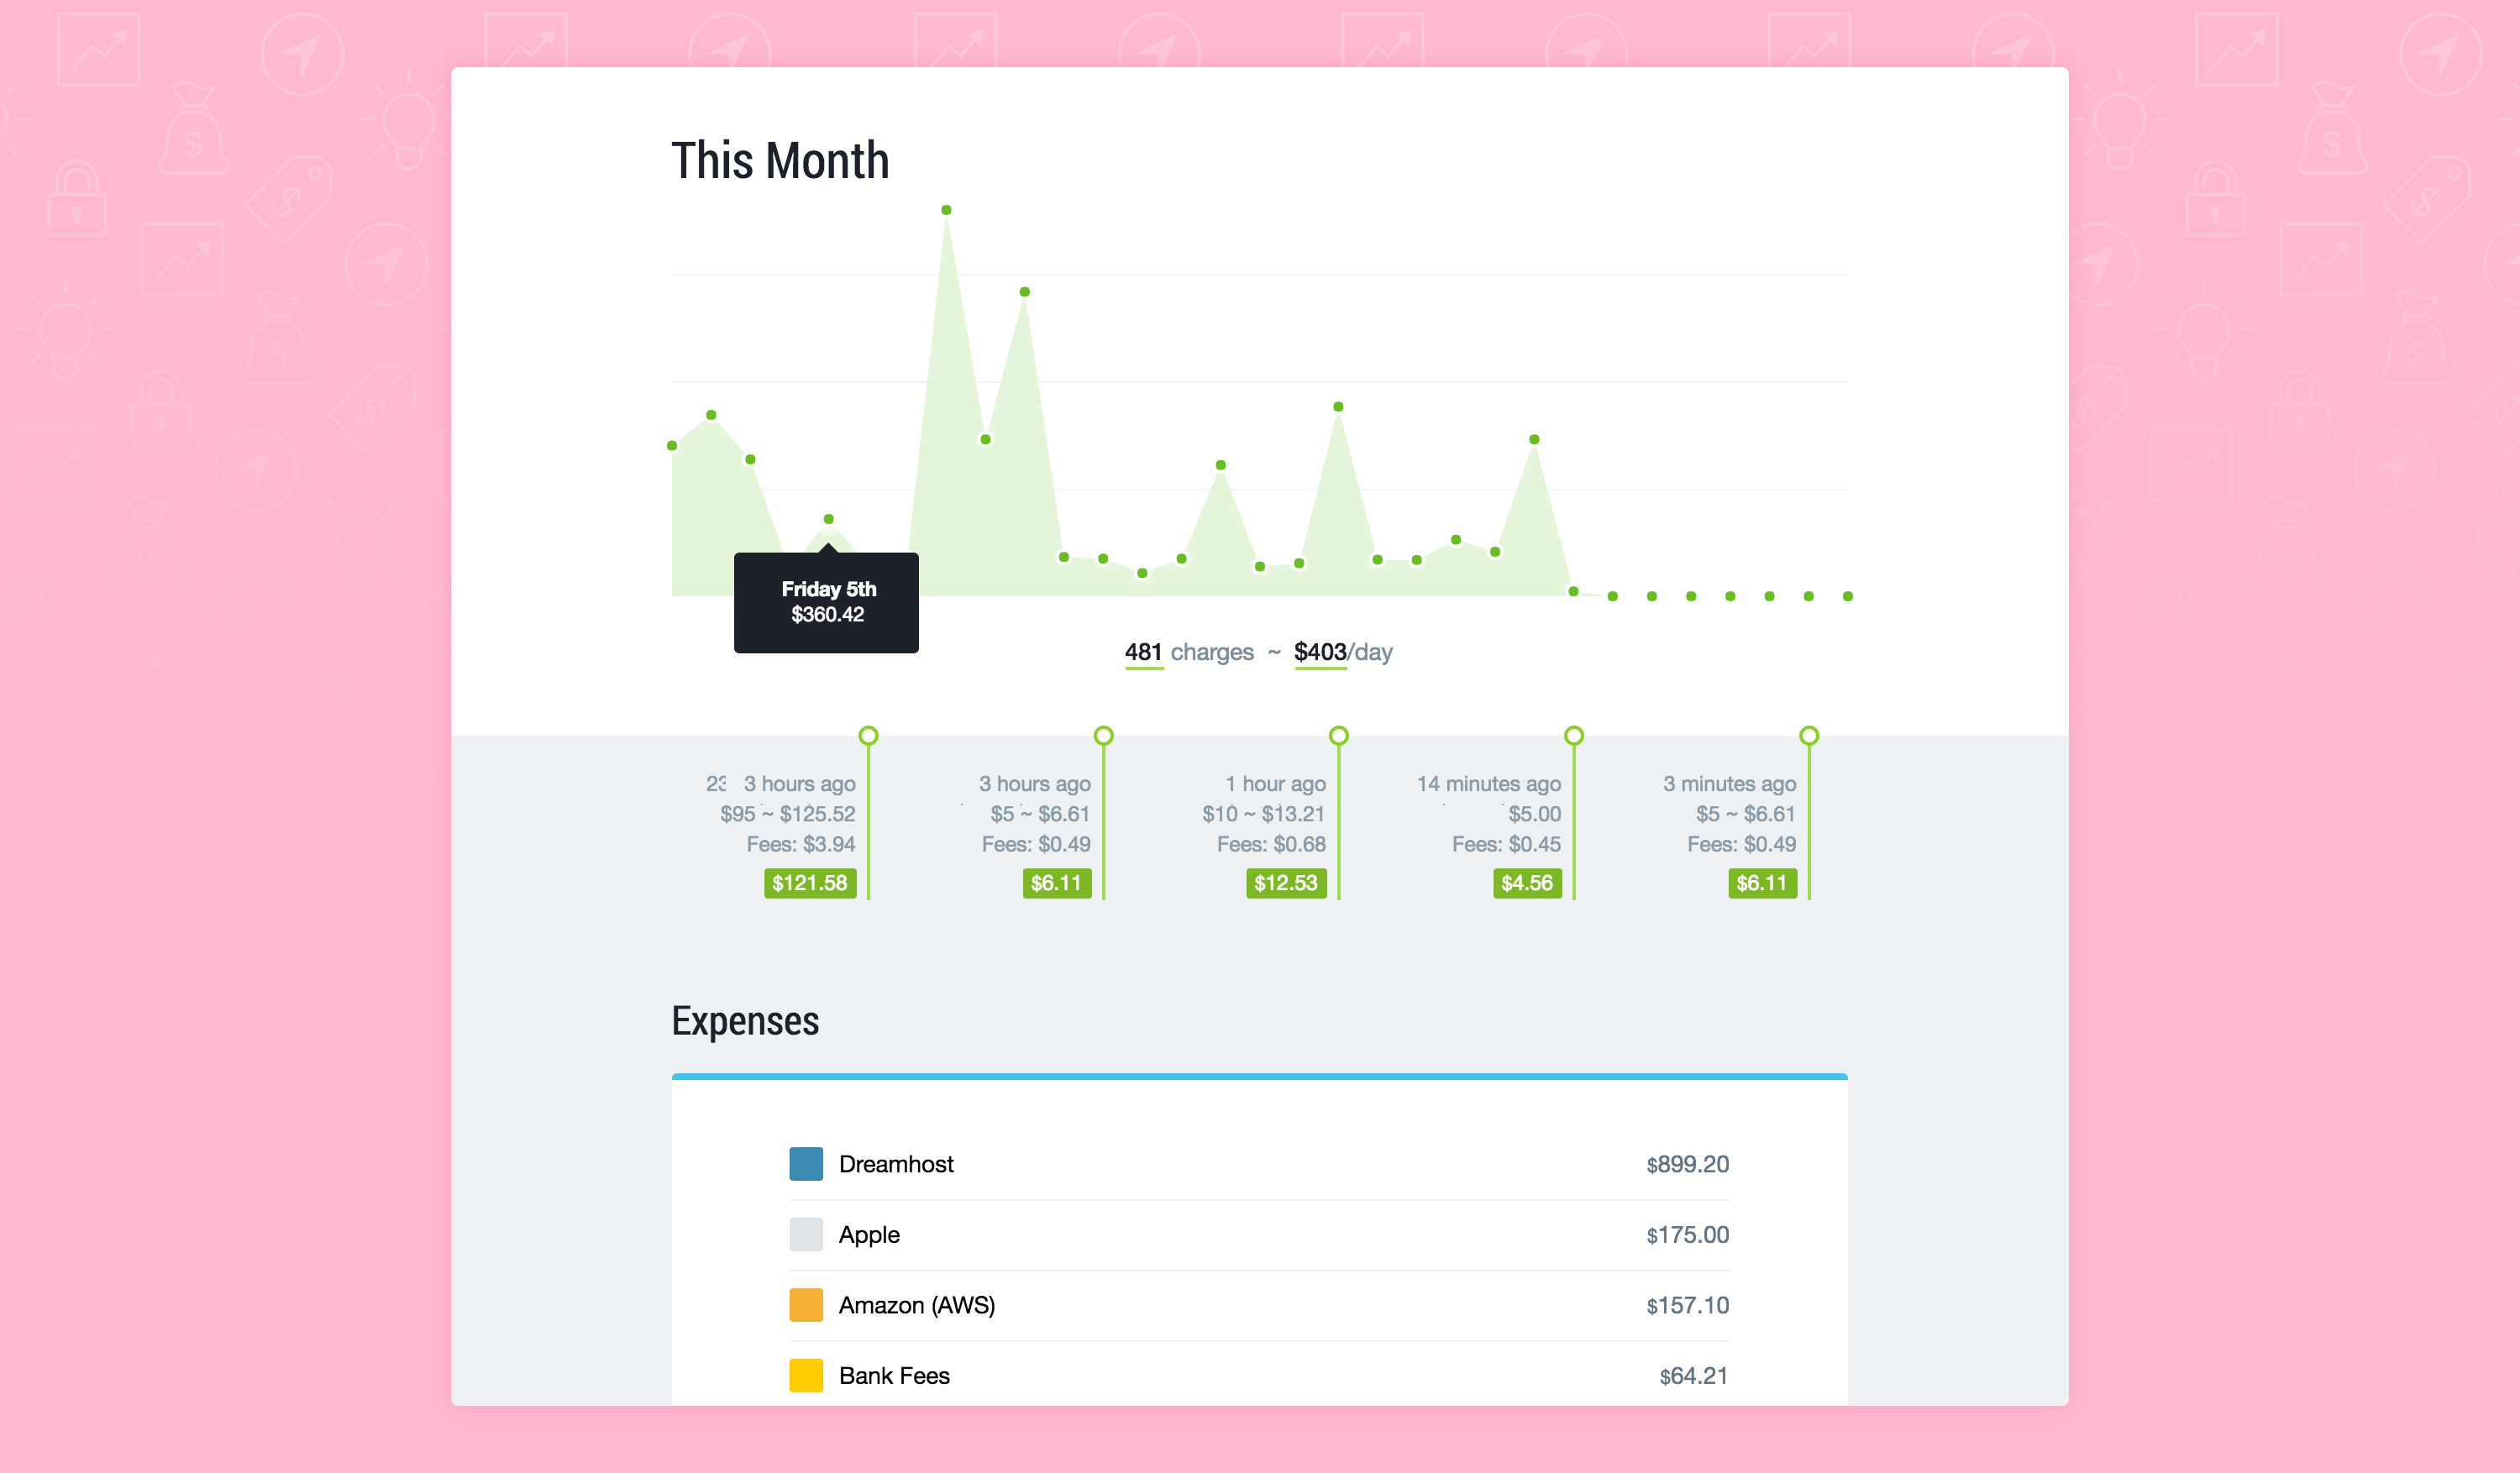 This Month
Friday 5th
$360.42
481 charges ~ $403/day
3 hours ago
$95 ~ $125.52
Fees: $3.94
$121.58
3 hours ago
$5 ~ $6.61
Fees: $0.49
$6.11
1 hour ago
$10 ~ $13.21
Fees: $0.68
$12.53
14 minutes ago
$5.00
Fees: $0.45
$4.56
3 minutes ago
$5 ~ $6.61
Fees: $0.49
$6.11
Expenses
Dreamhost $899.20
Apple $175.00
Amazon (AWS) $157.10
Bank Fees $64.21